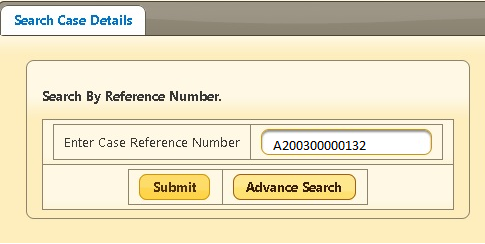 Search Case Details
Search By Reference Number.
Enter Case Reference Number A200300000132
Submit Advance Search